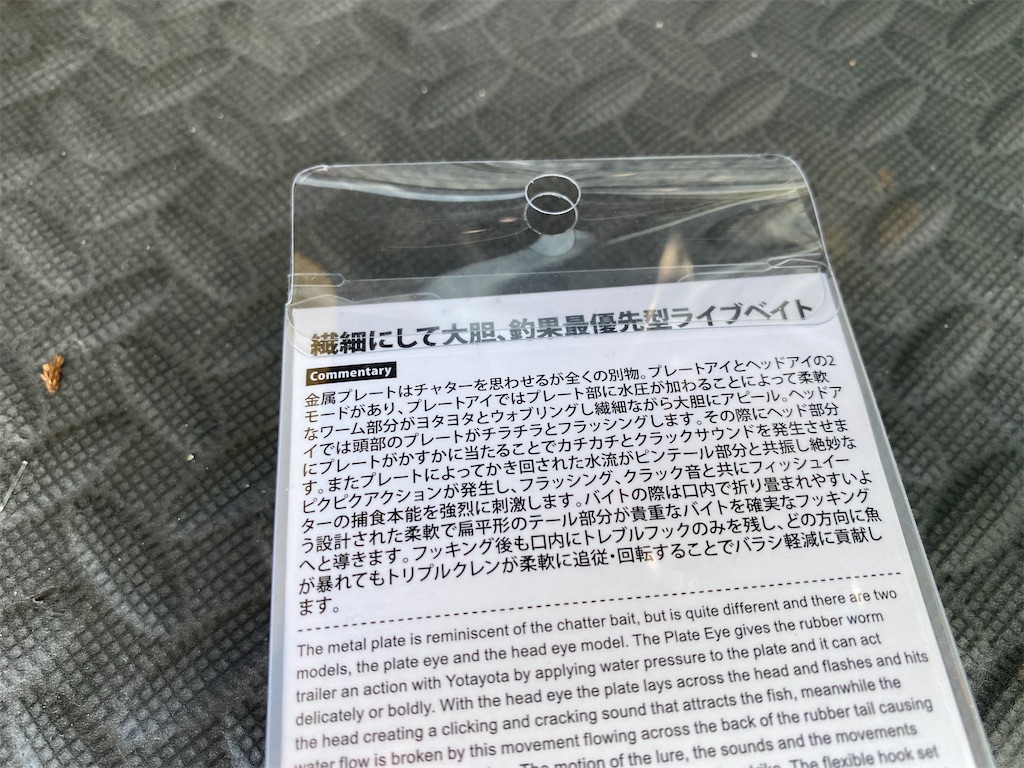 繊細にして大胆、釣果最優先型ライブベイト
Commentary
金属プレートはチャターを思わせるが全くの別物。プレートアイとヘッドアイの2
モードがあり、プレートアイではプレート部に水圧が加わることによって柔軟
なワーム部分がヨタヨタとウォブリングし繊細ながら大胆にアピール。ヘッドア
イでは頭部のプレートがチラチラとフラッシングします。その際にヘッド部分
にプレートがかすかに当たることでカチカチとクラックサウンドを発生させま
す。またプレートによってかき回された水流がピンテール部分と共振し絶妙な
ピクピクアクションが発生し、フラッシング、クラック音と共にフィッシュイー
ターの捕食本能を強烈に刺激します。バイトの際は口内で折り畳まれやすいよ
う設計された柔軟で扁平形のテール部分が貴重なバイトを確実なフッキング
へと導きます。フッキング後も口内にトレブルフックのみを残し、どの方向に魚
が暴れてもトリプルクレンが柔軟に追従・回転することでバラシ軽減に貢献し
ます。
The metal plate is reminiscent of the chatter bait, but is quite different and there are two
models, the plate eye and the head eye model. The Plate Eye gives the rubber worm
trailer an action with Yotayota by applying water pressure to the plate and it can act
delicately or boldly. With the head eye the plate lays across the head and flashes and hits
the head creating a clicking and cracking sound that attracts the fish, meanwhile the
water flow is broken by this movement flowing across the back of the rubber tail causing
The motion of the lure, the sounds and the movements
The flexible hook set